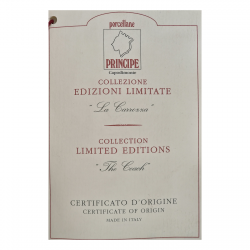 porcellane
PRINCIPE
Capodimonte
COLLEZIONE
EDIZIONI LIMITATE
"La Carrozza"
COLLECTION
LIMITED EDITIONS
"The Coach"
CERTIFICATO D'ORIGINE
CERTIFICATE OF ORIGIN
MADE IN ITALY